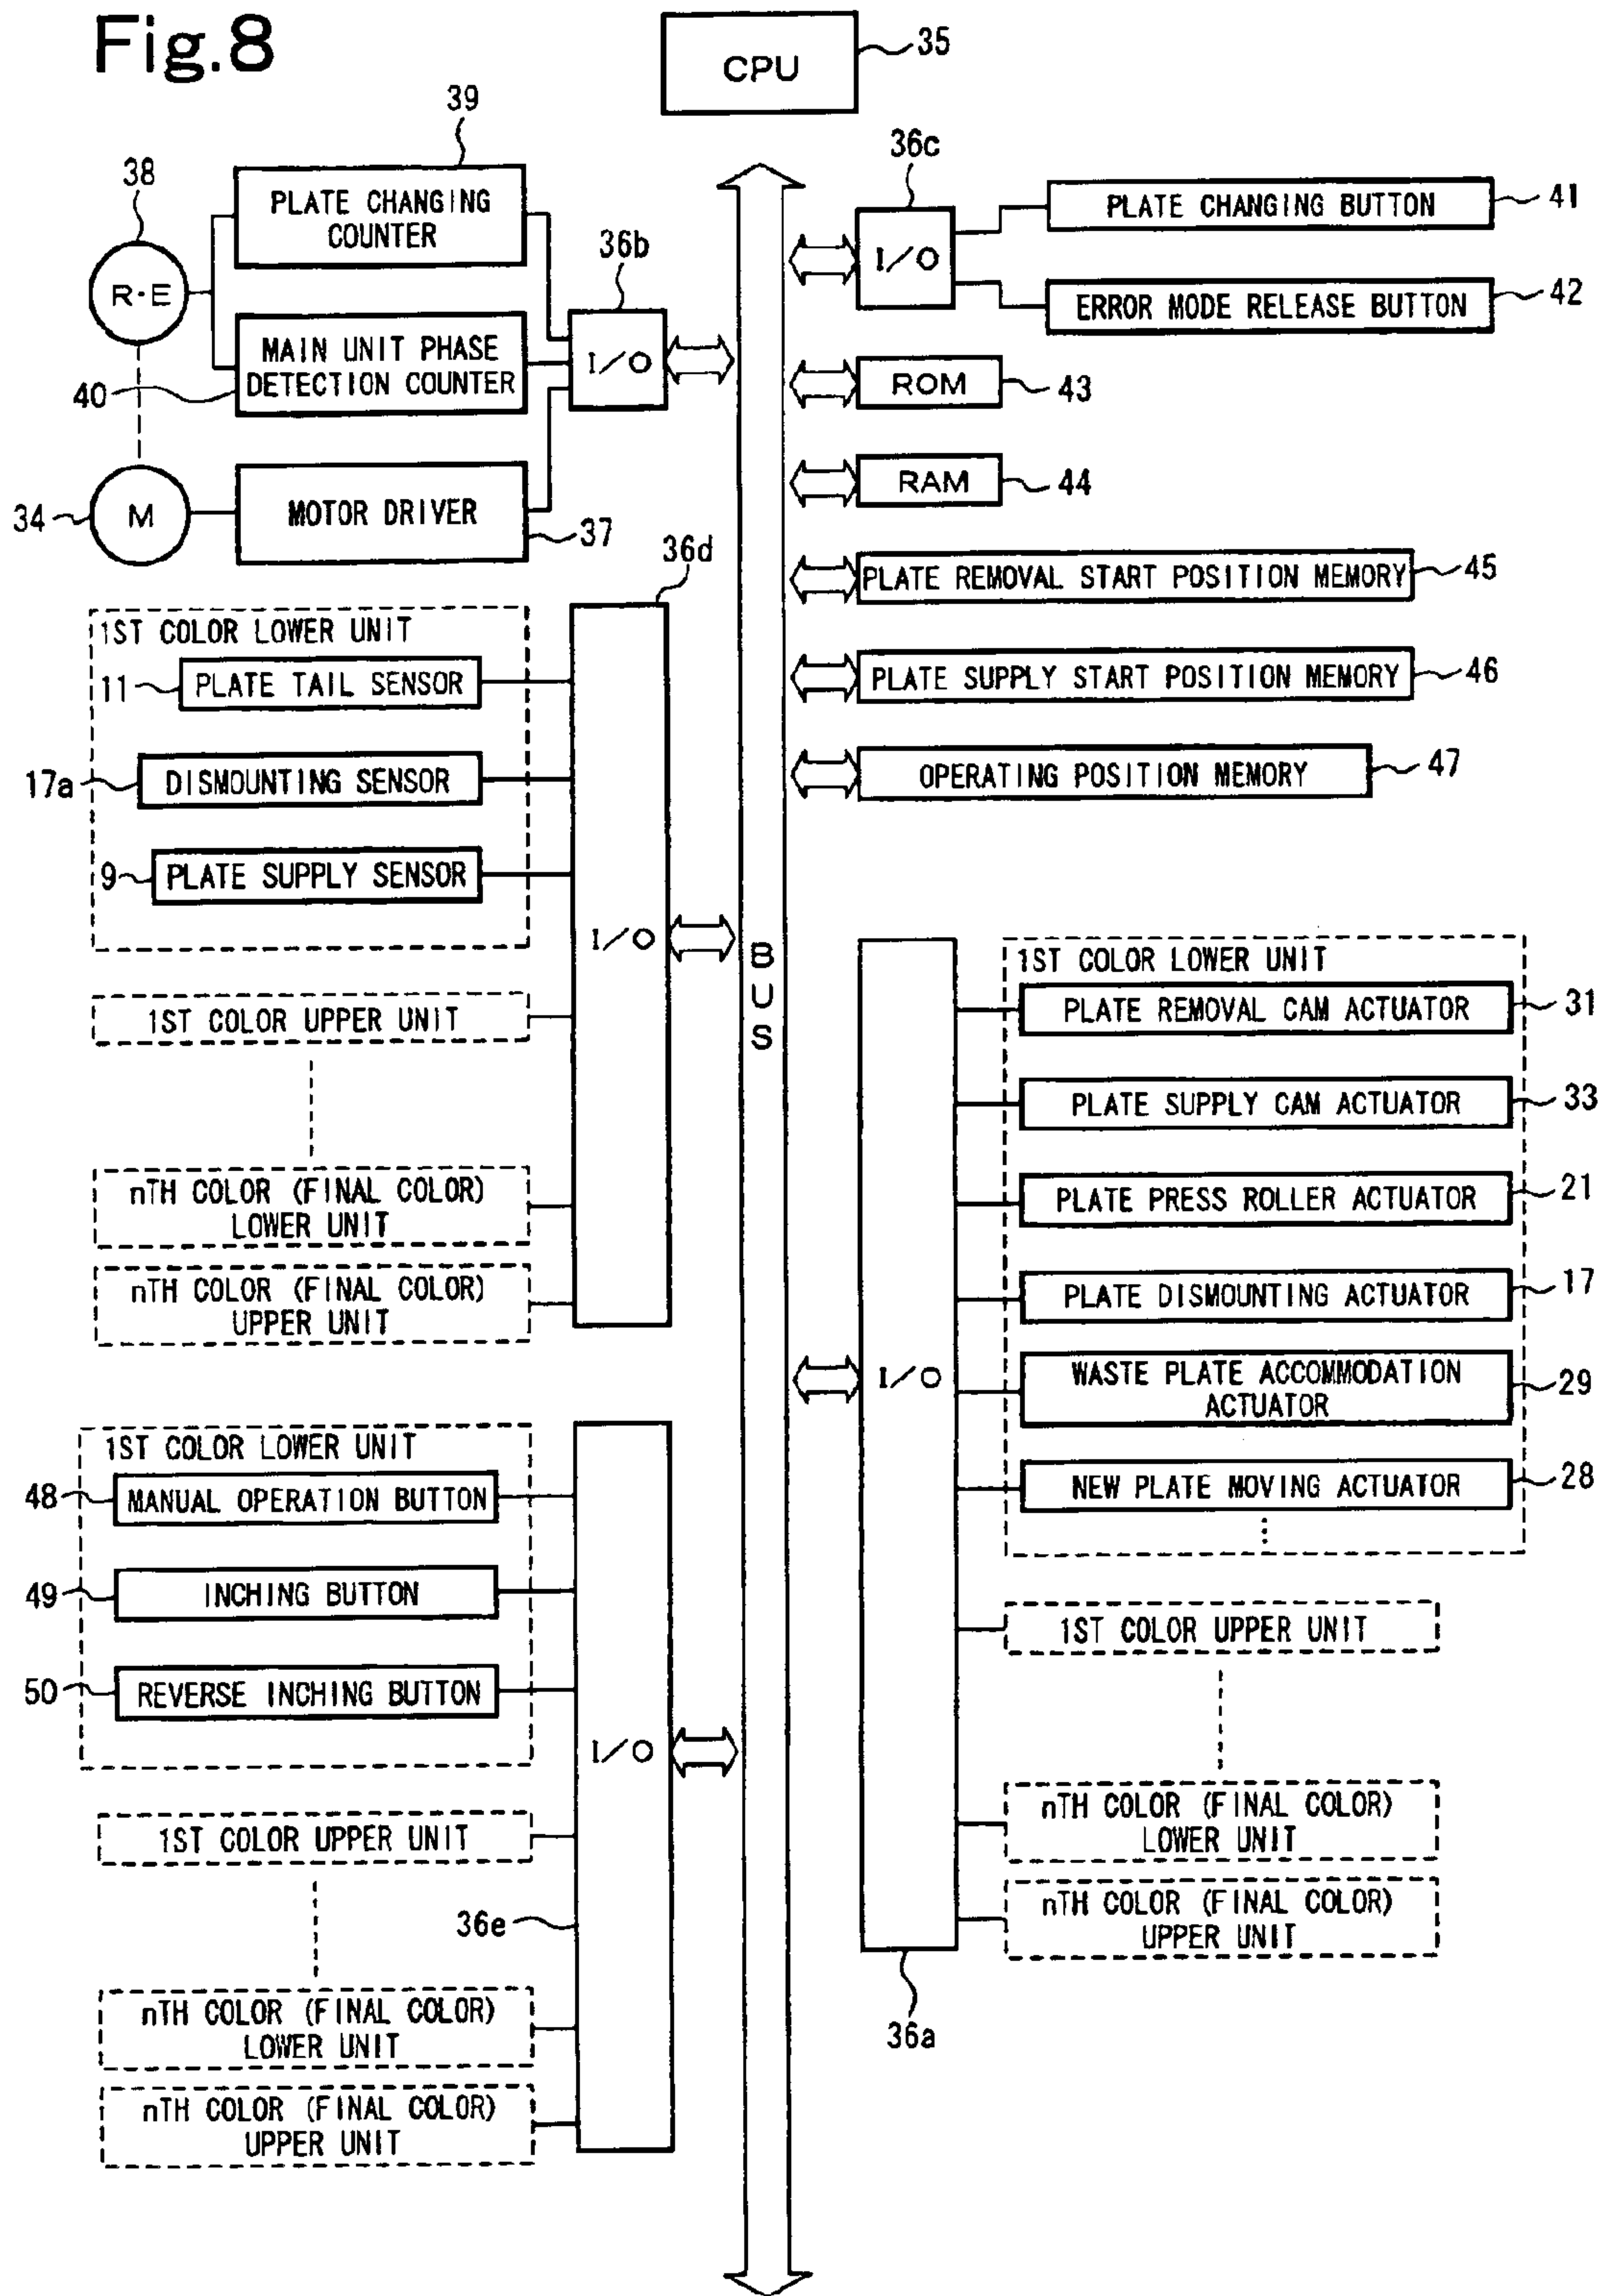 Fig.8
CPU
35
39
38
PLATE CHANGING
COUNTER
R·E
MAIN UNIT PHASE
DETECTION COUNTER
40
36b
I/O
34
M
MOTOR DRIVER
37
36c
I/O
PLATE CHANGING BUTTON
41
ERROR MODE RELEASE BUTTON
42
ROM
43
RAM
44
PLATE REMOVAL START POSITION MEMORY
45
PLATE SUPPLY START POSITION MEMORY
46
OPERATING POSITION MEMORY
47
36d
1ST COLOR LOWER UNIT
11
PLATE TAIL SENSOR
17a
DISMOUNTING SENSOR
9
PLATE SUPPLY SENSOR
I/O
1ST COLOR UPPER UNIT
nTH COLOR (FINAL COLOR)
LOWER UNIT
nTH COLOR (FINAL COLOR)
UPPER UNIT
BUS
1ST COLOR LOWER UNIT
PLATE REMOVAL CAM ACTUATOR
31
PLATE SUPPLY CAM ACTUATOR
33
PLATE PRESS ROLLER ACTUATOR
21
PLATE DISMOUNTING ACTUATOR
17
I/O
WASTE PLATE ACCOMMODATION
ACTUATOR
29
NEW PLATE MOVING ACTUATOR
28
1ST COLOR UPPER UNIT
nTH COLOR (FINAL COLOR)
LOWER UNIT
nTH COLOR (FINAL COLOR)
UPPER UNIT
36a
1ST COLOR LOWER UNIT
48
MANUAL OPERATION BUTTON
49
INCHING BUTTON
50
REVERSE INCHING BUTTON
I/O
1ST COLOR UPPER UNIT
36e
nTH COLOR (FINAL COLOR)
LOWER UNIT
nTH COLOR (FINAL COLOR)
UPPER UNIT